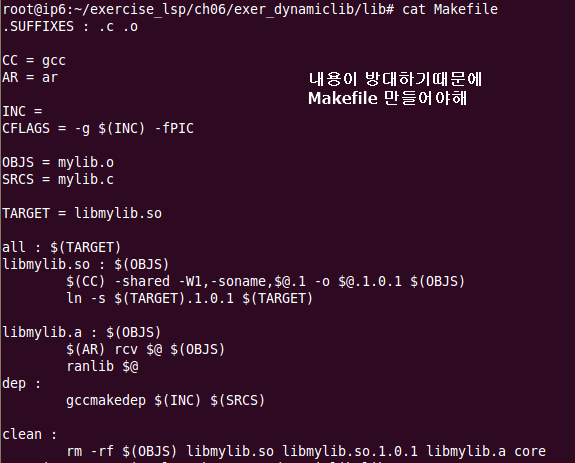 root@ip6:~/exercise_lsp/ch06/exer_dynamiclib/lib# cat Makefile
.SUFFIXES : .c .o
CC = gcc
AR = ar
내용이 방대하기때문에
Makefile 만들어야해
INC =
CFLAGS = -g $(INC) -fPIC
OBJS = mylib.o
SRCS = mylib.c
TARGET = libmylib.so
all : $(TARGET)
libmylib.so : $(OBJS)
$(CC) -shared -W1,-soname,$@.1 -o $@.1.0.1 $(OBJS)
ln -s $(TARGET).1.0.1 $(TARGET)
libmylib.a : $(OBJS)
$(AR) rcv $@ $(OBJS)
ranlib $@
dep :
gccmakedep $(INC) $(SRCS)
clean :
rm -rf $(OBJS) libmylib.so libmylib.so.1.0.1 libmylib.a core